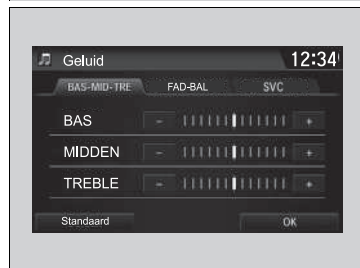 Geluid 12:34
BAS-MID-TRE FAD-BAL SVC
BAS - +
MIDDEN - +
TREBLE - +
Standaard OK